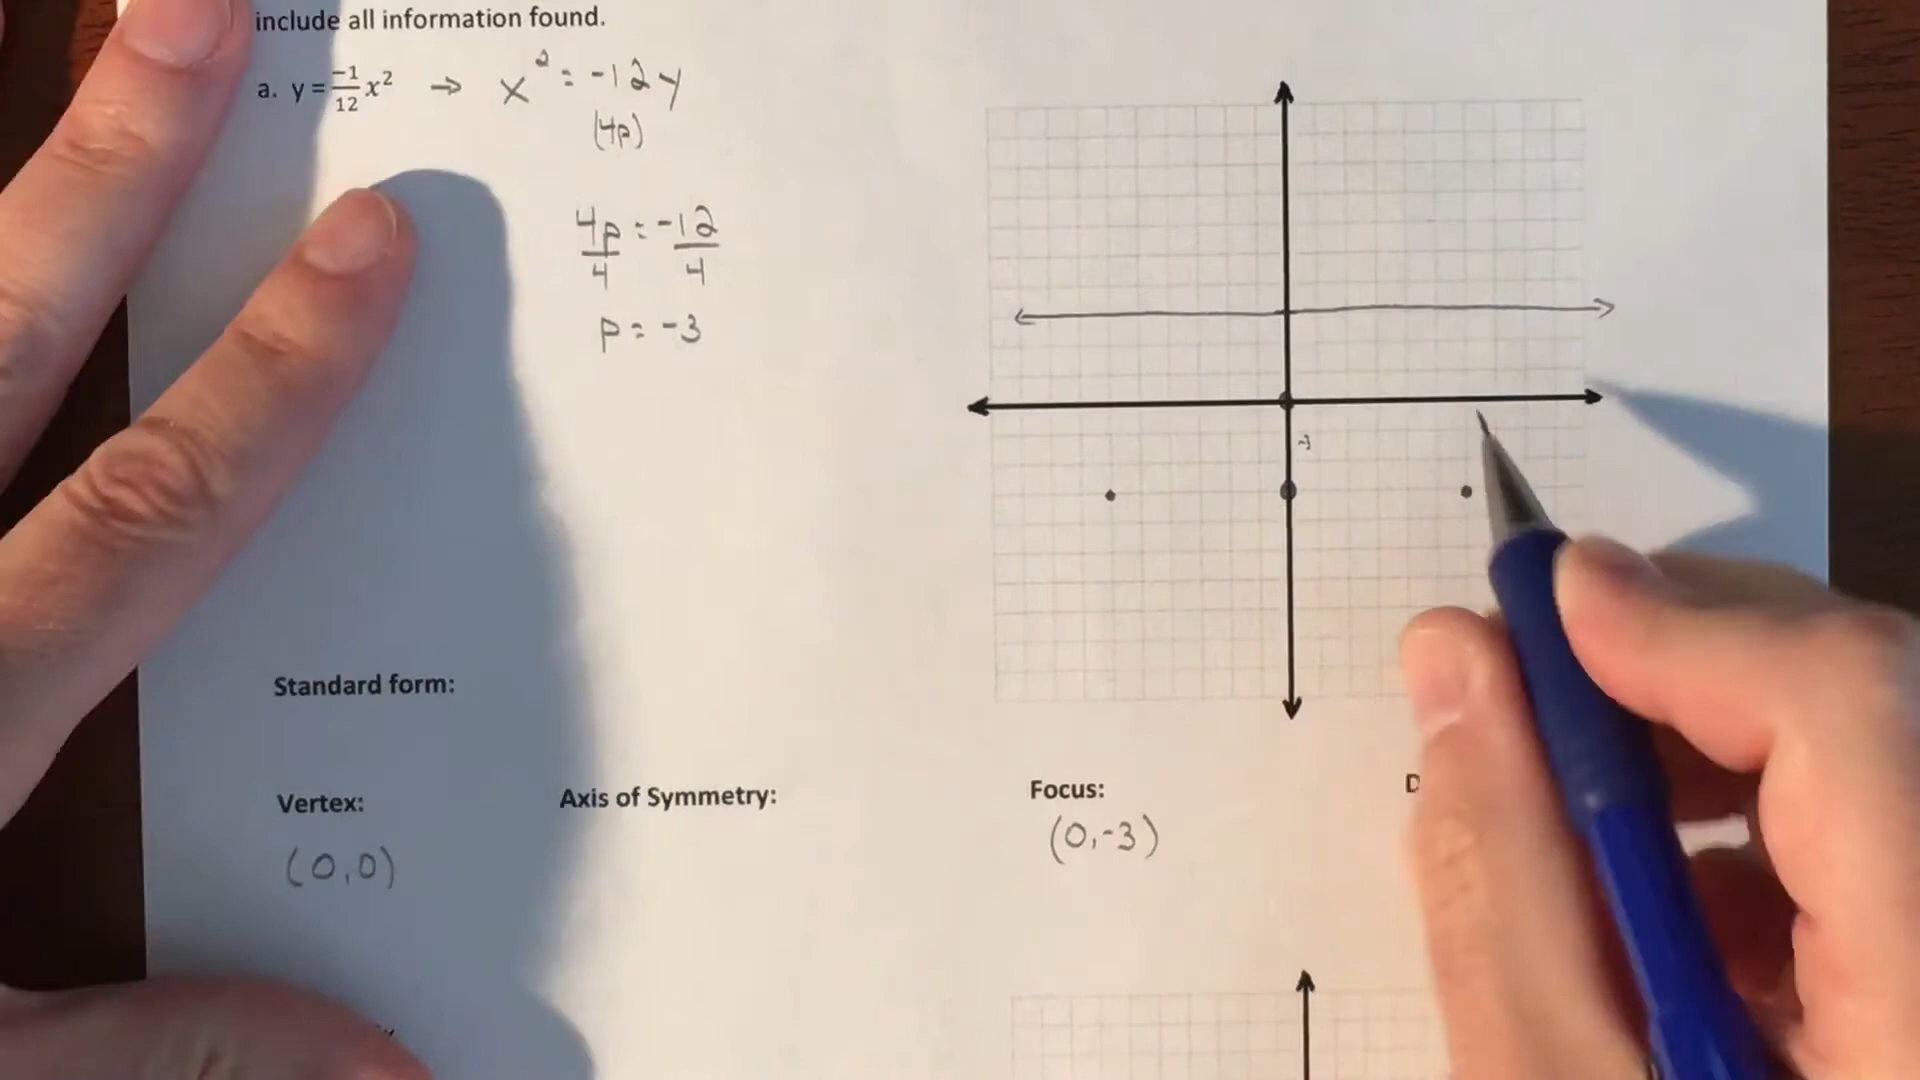 include all information found.
a. y = -1/12 x² → x² = -12y
(4p)
4p/4 = -12/4
p = -3
-3
Standard form:
Vertex:
Axis of Symmetry:
Focus:
D
(0,0)
(0,-3)